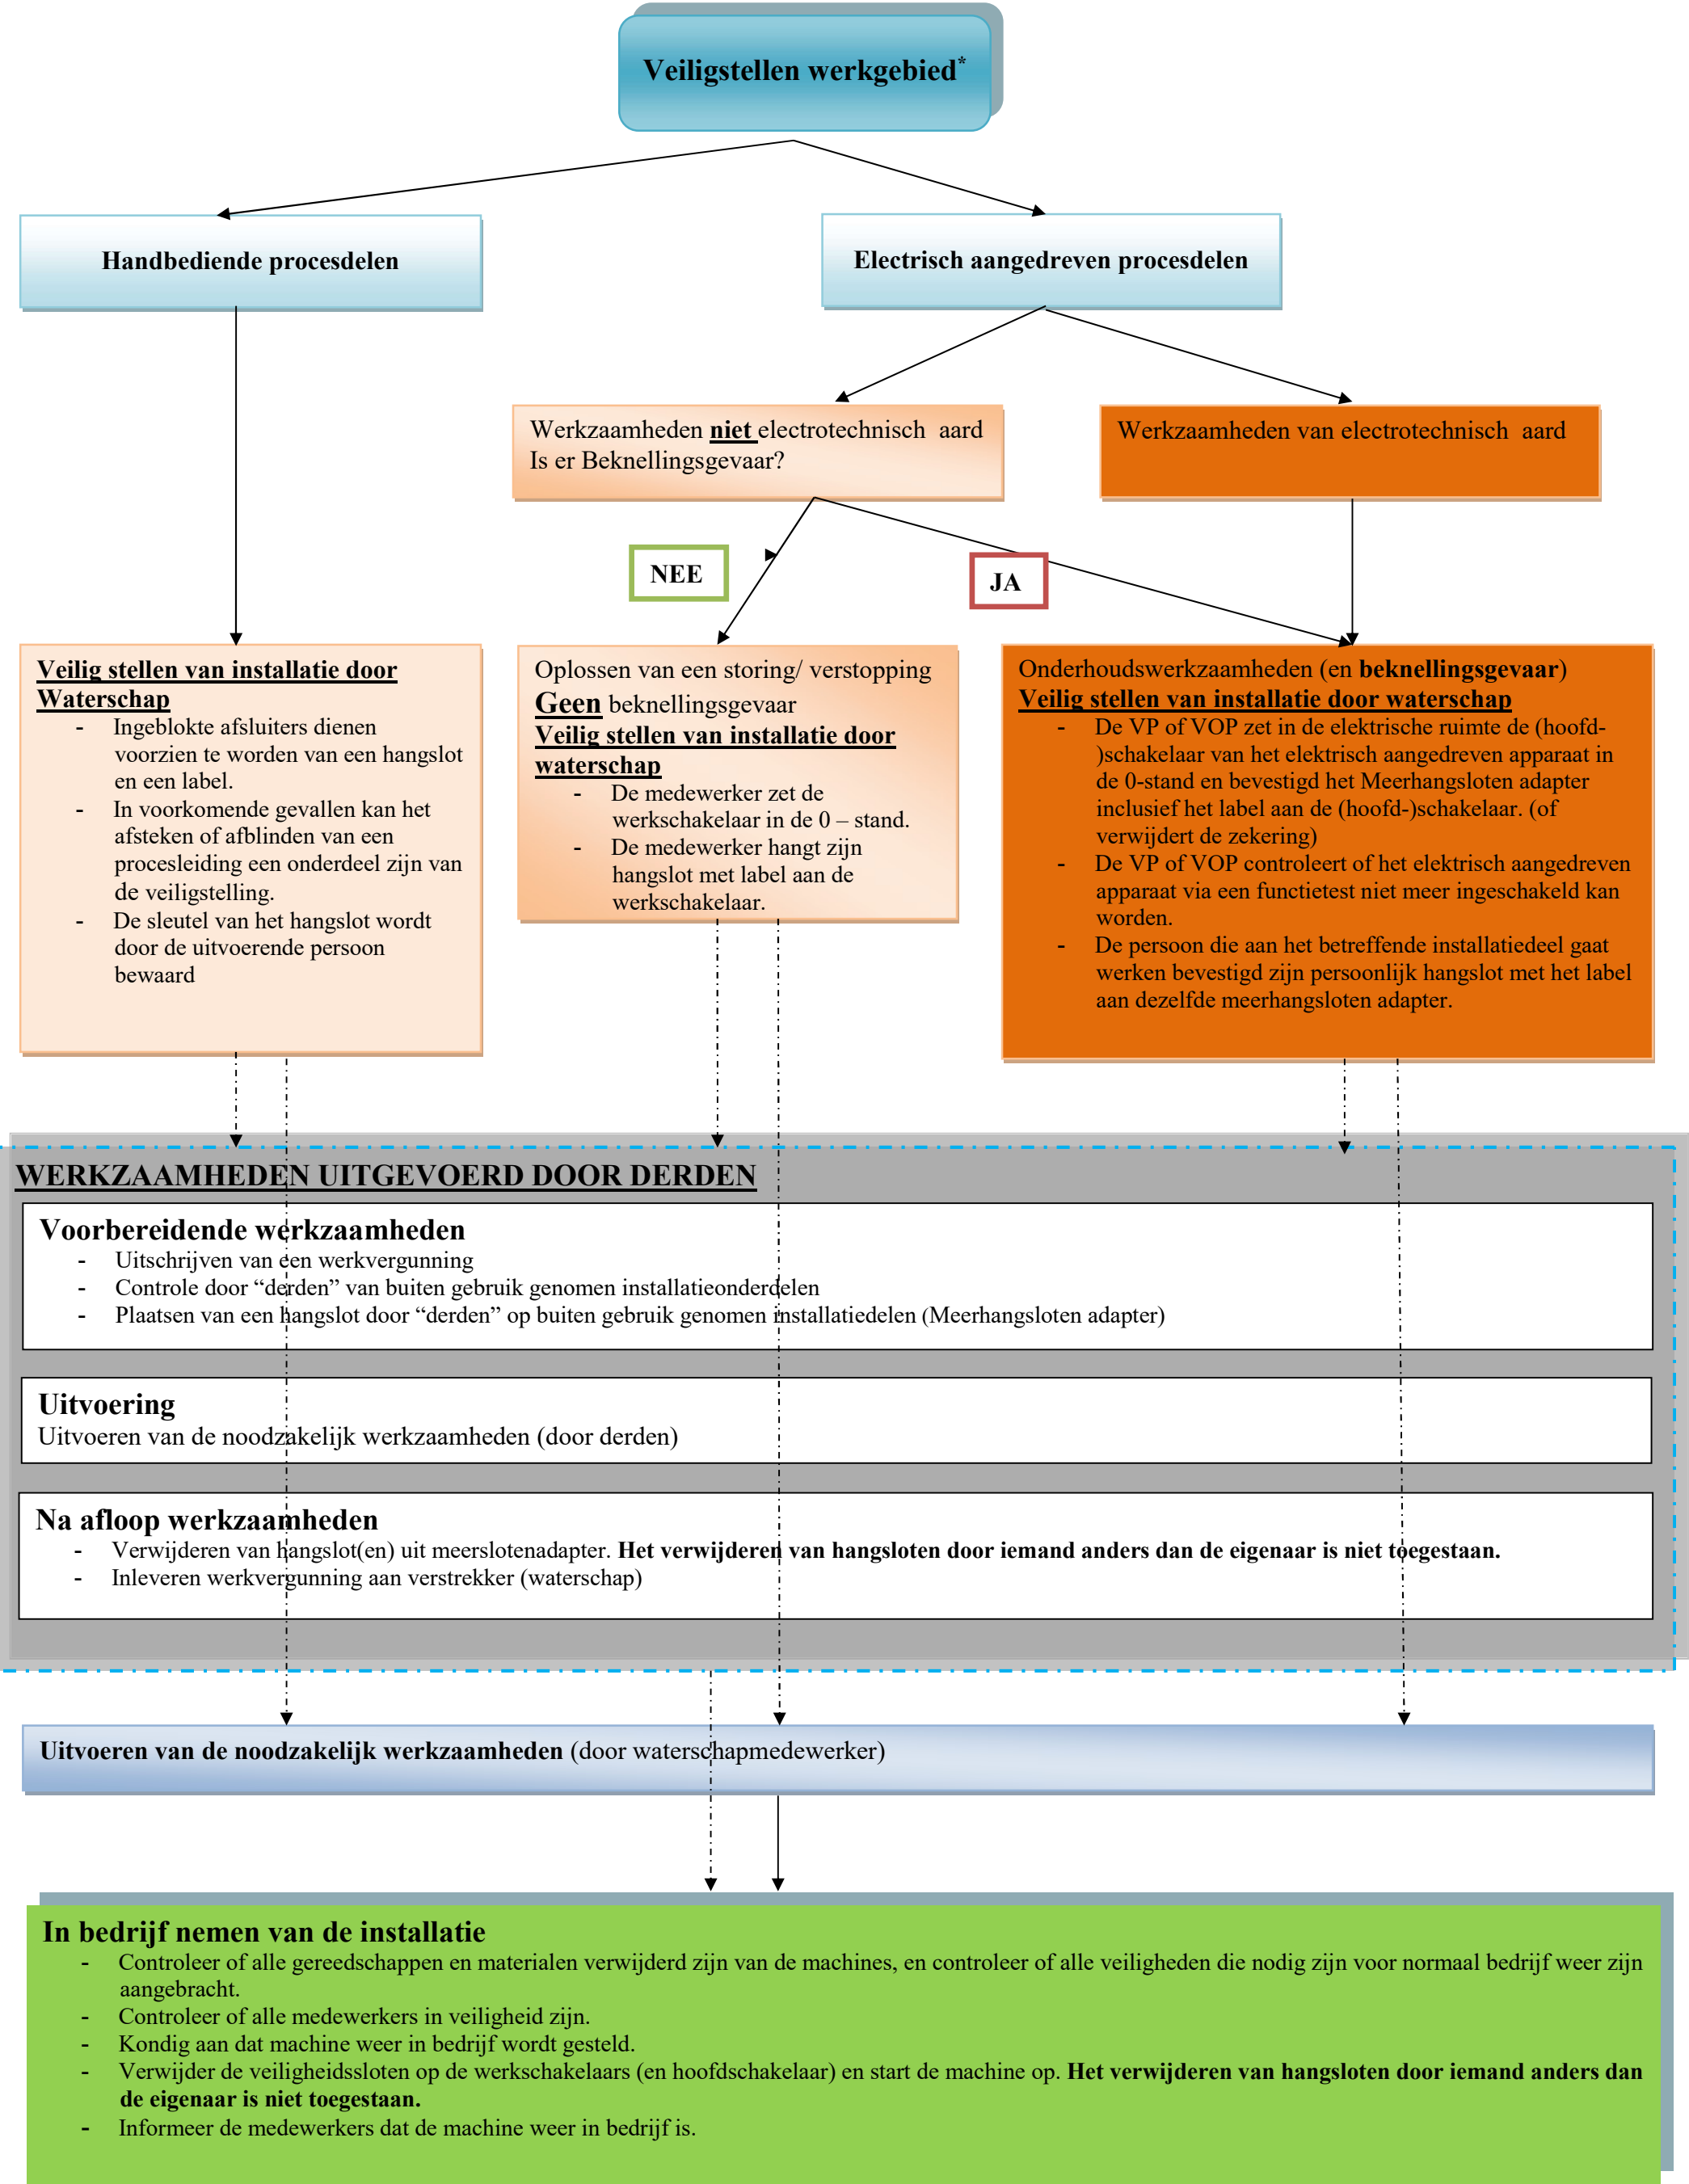 Veiligstellen werkgebied*
Handbediende procesdelen
Electrisch aangedreven procesdelen
Werkzaamheden niet electrotechnisch aard
Is er Beknellingsgevaar?
Werkzaamheden van electrotechnisch aard
NEE
JA
Veilig stellen van installatie door
Waterschap
- Ingeblokte afsluiters dienen
voorzien te worden van een hangslot
en een label.
- In voorkomende gevallen kan het
afsteken of afblinden van een
procesleiding een onderdeel zijn van
de veiligstelling.
- De sleutel van het hangslot wordt
door de uitvoerende persoon
bewaard
Oplossen van een storing/ verstopping
Geen beknellingsgevaar
Veilig stellen van installatie door
waterschap
- De medewerker zet de
werkschakelaar in de 0 – stand.
- De medewerker hangt zijn
hangslot met label aan de
werkschakelaar.
Onderhoudswerkzaamheden (en beknellingsgevaar)
Veilig stellen van installatie door waterschap
- De VP of VOP zet in de elektrische ruimte de (hoofd-
)schakelaar van het elektrisch aangedreven apparaat in
de 0-stand en bevestigd het Meerhangsloten adapter
inclusief het label aan de (hoofd-)schakelaar. (of
verwijdert de zekering)
- De VP of VOP controleert of het elektrisch aangedreven
apparaat via een functietest niet meer ingeschakeld kan
worden.
- De persoon die aan het betreffende installatiedeel gaat
werken bevestigd zijn persoonlijk hangslot met het label
aan dezelfde meerhangsloten adapter.
WERKZAAMHEDEN UITGEVOERD DOOR DERDEN
Voorbereidende werkzaamheden
- Uitschrijven van een werkvergunning
- Controle door “derden” van buiten gebruik genomen installatieonderdelen
- Plaatsen van een hangslot door “derden” op buiten gebruik genomen installatiedelen (Meerhangsloten adapter)
Uitvoering
Uitvoeren van de noodzakelijk werkzaamheden (door derden)
Na afloop werkzaamheden
- Verwijderen van hangslot(en) uit meerslotenadapter. Het verwijderen van hangsloten door iemand anders dan de eigenaar is niet toegestaan.
- Inleveren werkvergunning aan verstrekker (waterschap)
Uitvoeren van de noodzakelijk werkzaamheden (door waterschapmedewerker)
In bedrijf nemen van de installatie
- Controleer of alle gereedschappen en materialen verwijderd zijn van de machines, en controleer of alle veiligheden die nodig zijn voor normaal bedrijf weer zijn
aangebracht.
- Controleer of alle medewerkers in veiligheid zijn.
- Kondig aan dat machine weer in bedrijf wordt gesteld.
- Verwijder de veiligheidssloten op de werkschakelaars (en hoofdschakelaar) en start de machine op. Het verwijderen van hangsloten door iemand anders dan
de eigenaar is niet toegestaan.
- Informeer de medewerkers dat de machine weer in bedrijf is.